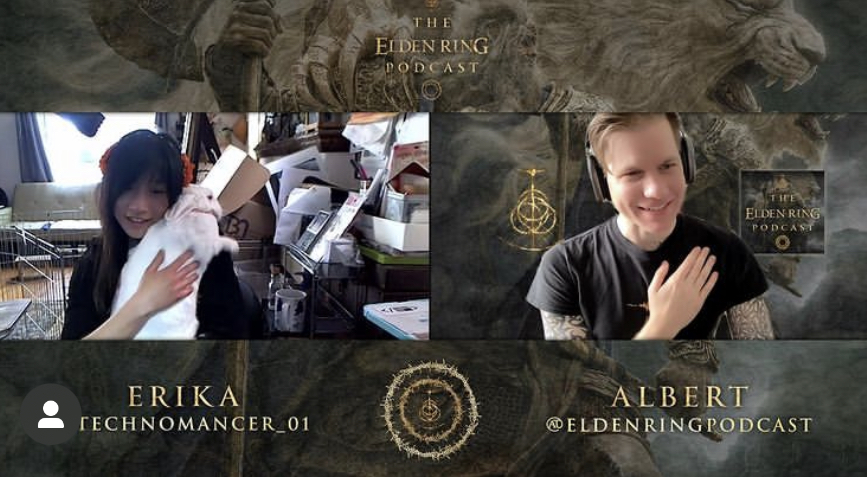 THE
ELDEN RING
PODCAST
THE
ELDEN RING
PODCAST
ERIKA
TECHNOMANCER_01
ALBERT
@ELDENRINGPODCAST